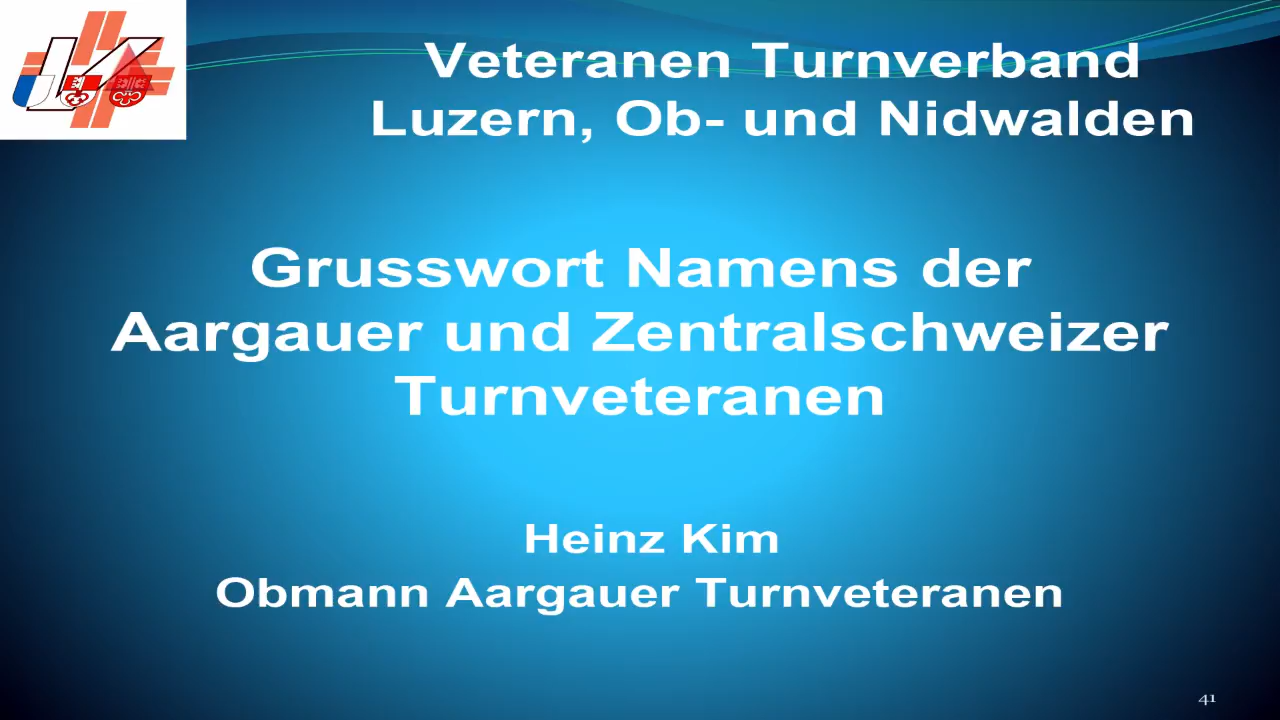 Veteranen Turnverband
Luzern, Ob- und Nidwalden
Grusswort Namens der
Aargauer und Zentralschweizer
Turnveteranen
Heinz Kim
Obmann Aargauer Turnveteranen
41